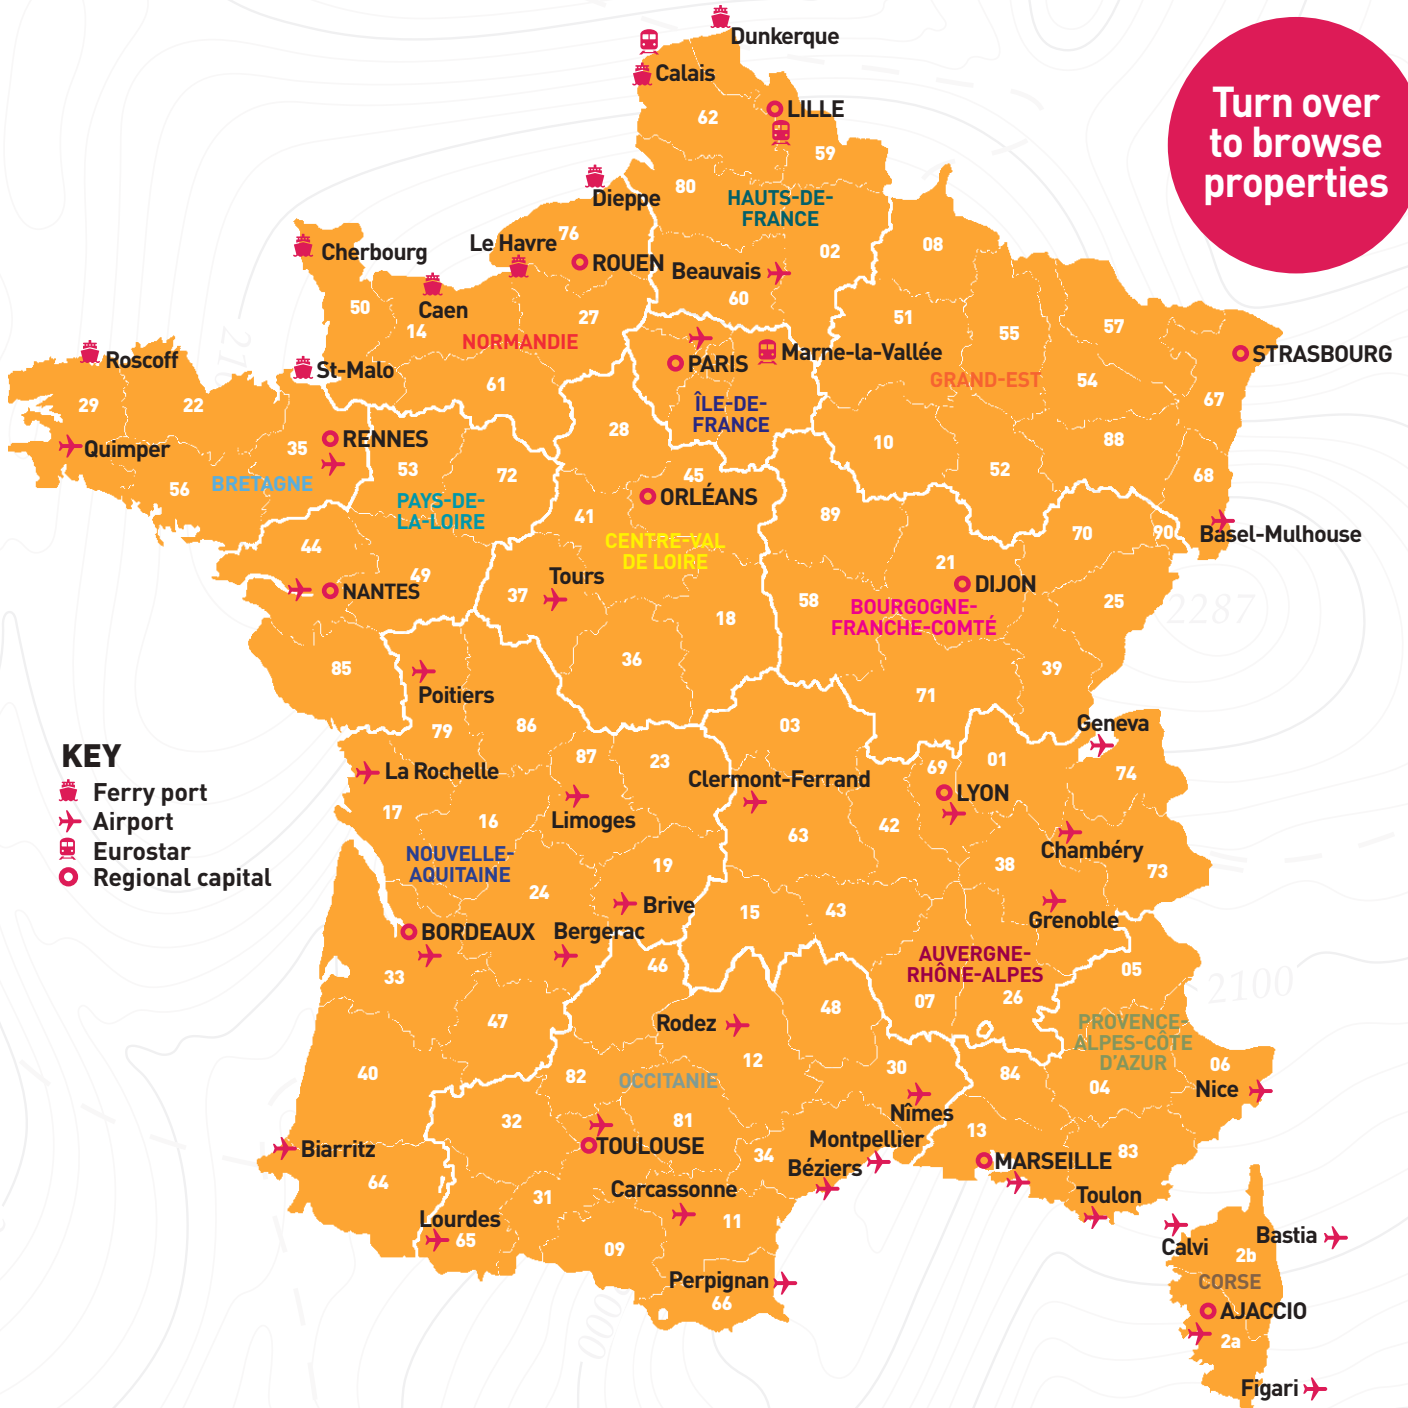 Dunkerque
Calais
Turn over
to browse
properties
LILLE
62
59
80
Dieppe
HAUTS-DE-
FRANCE
76
Le Havre
Cherbourg
ROUEN
02
08
Beauvais
60
50
Caen
14
27
NORMANDIE
51
55
57
Roscoff
St-Malo
PARIS
Marne-la-Vallée
STRASBOURG
GRAND-EST
54
67
61
29
22
ÎLE-DE-
FRANCE
28
10
88
Quimper
35
RENNES
53
72
52
68
56
BRETAGNE
45
ORLÉANS
PAYS-DE-
LA-LOIRE
41
89
CENTRE-VAL
DE LOIRE
70
90
Basel-Mulhouse
44
21
DIJON
49
NANTES
Tours
37
58
BOURGOGNE-
FRANCHE-COMTÉ
25
2287
18
36
85
39
Poitiers
71
79
86
03
Geneva
KEY
Ferry port
Airport
Eurostar
Regional capital
La Rochelle
87
23
Clermont-Ferrand
69
01
74
LYON
17
16
Limoges
63
42
Chambéry
NOUVELLE-
AQUITAINE
19
38
73
24
Brive
15
43
Grenoble
BORDEAUX
Bergerac
33
46
AUVERGNE-
RHÔNE-ALPES
05
2100
07
26
48
47
Rodez
12
PROVENCE-
ALPES-CÔTE
D'AZUR
06
40
82
OCCITANIE
30
84
04
Nice
Nîmes
32
81
TOULOUSE
Montpellier
13
Biarritz
34
Béziers
MARSEILLE
83
64
31
Carcassonne
Toulon
Lourdes
65
11
09
Calvi
Bastia
2b
Perpignan
66
CORSE
AJACCIO
2a
Figari